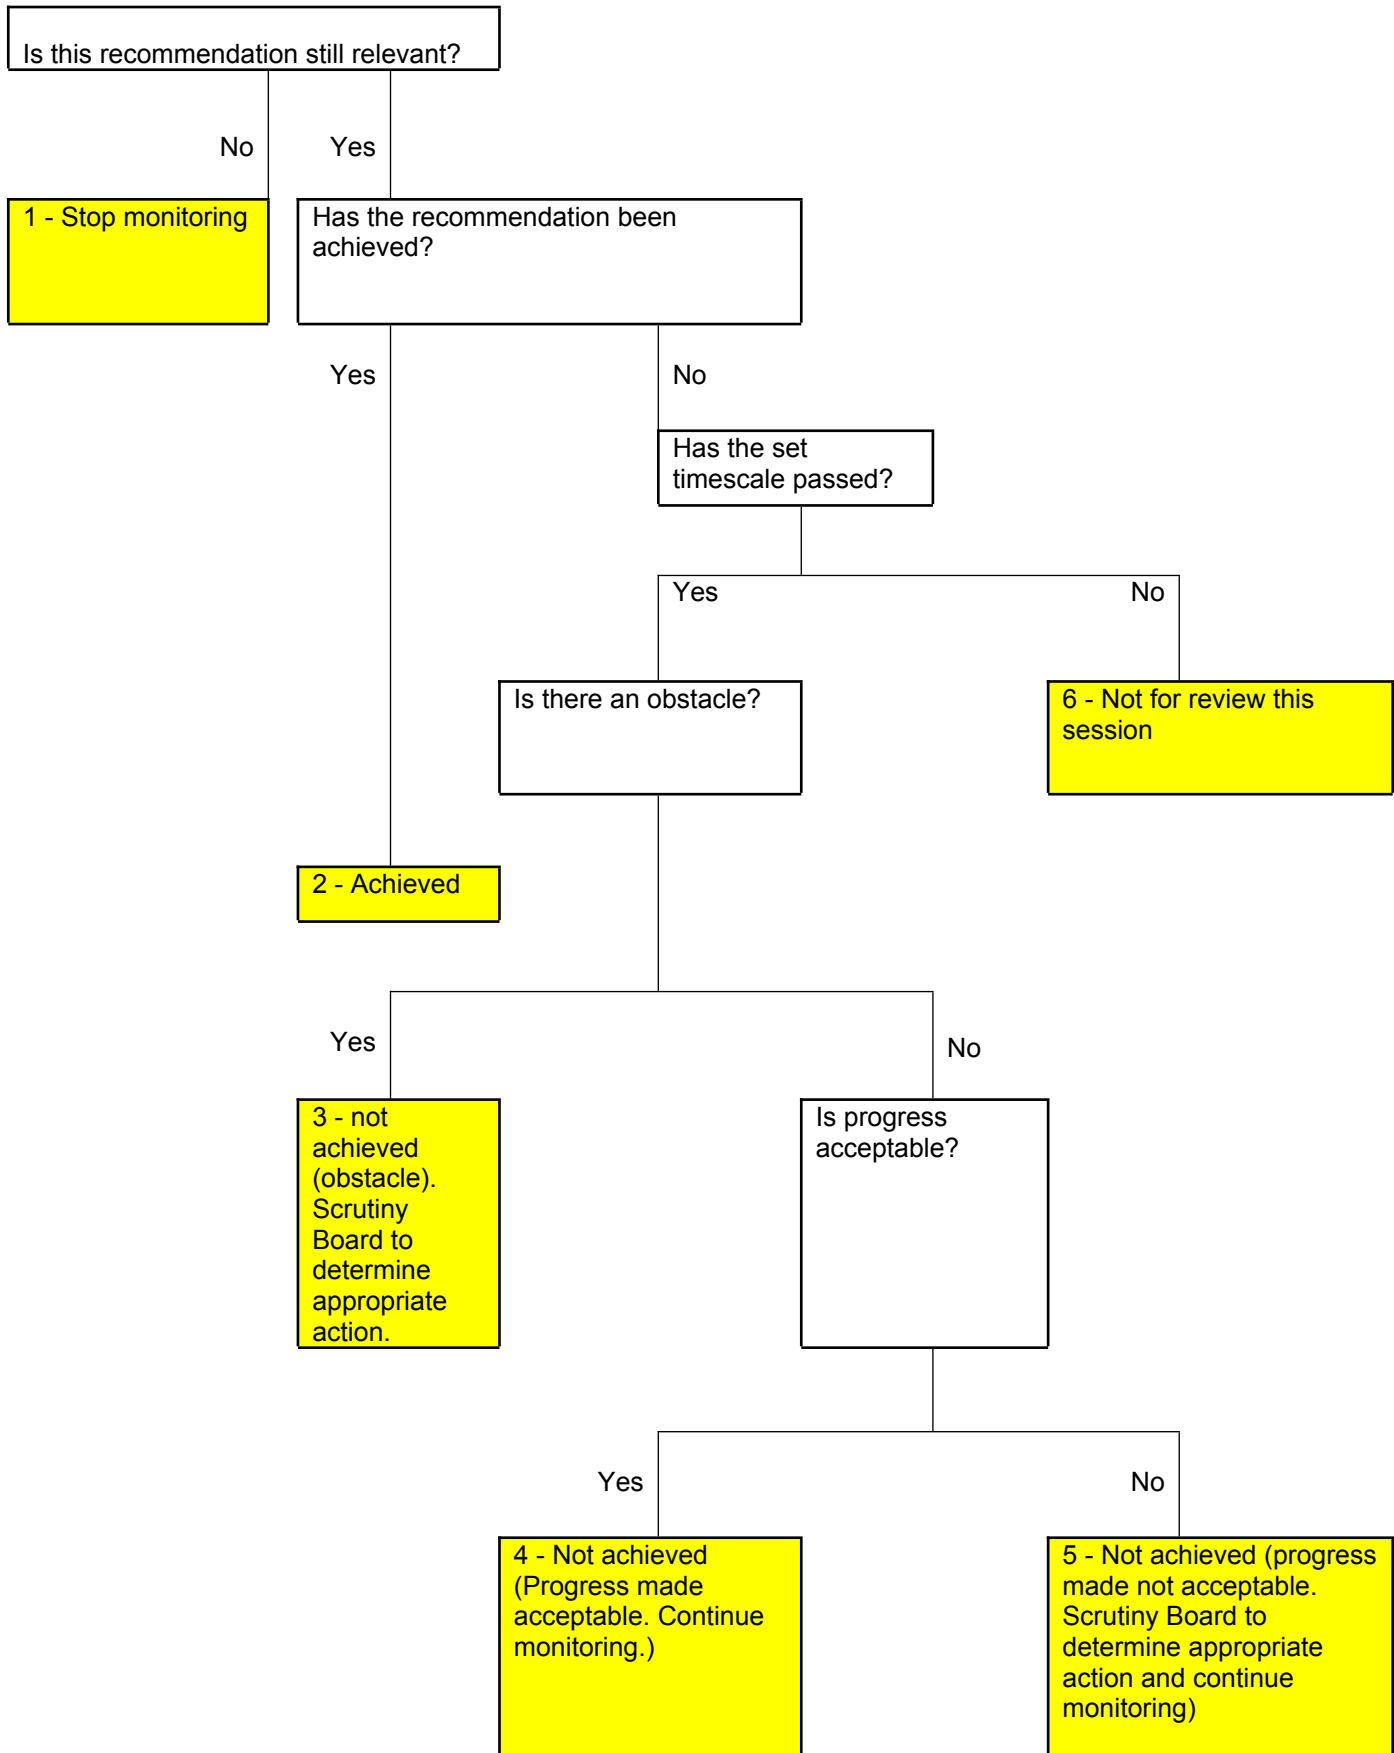 Is this recommendation still relevant?
No
Yes
1 - Stop monitoring
Has the recommendation been
achieved?
Yes
No
Has the set
timescale passed?
Yes
No
Is there an obstacle?
6 - Not for review this
session
2 - Achieved
Yes
No
3 - not
achieved
(obstacle).
Scrutiny
Board to
determine
appropriate
action.
Is progress
acceptable?
Yes
No
4 - Not achieved
(Progress made
acceptable. Continue
monitoring.)
5 - Not achieved (progress
made not acceptable.
Scrutiny Board to
determine appropriate
action and continue
monitoring)